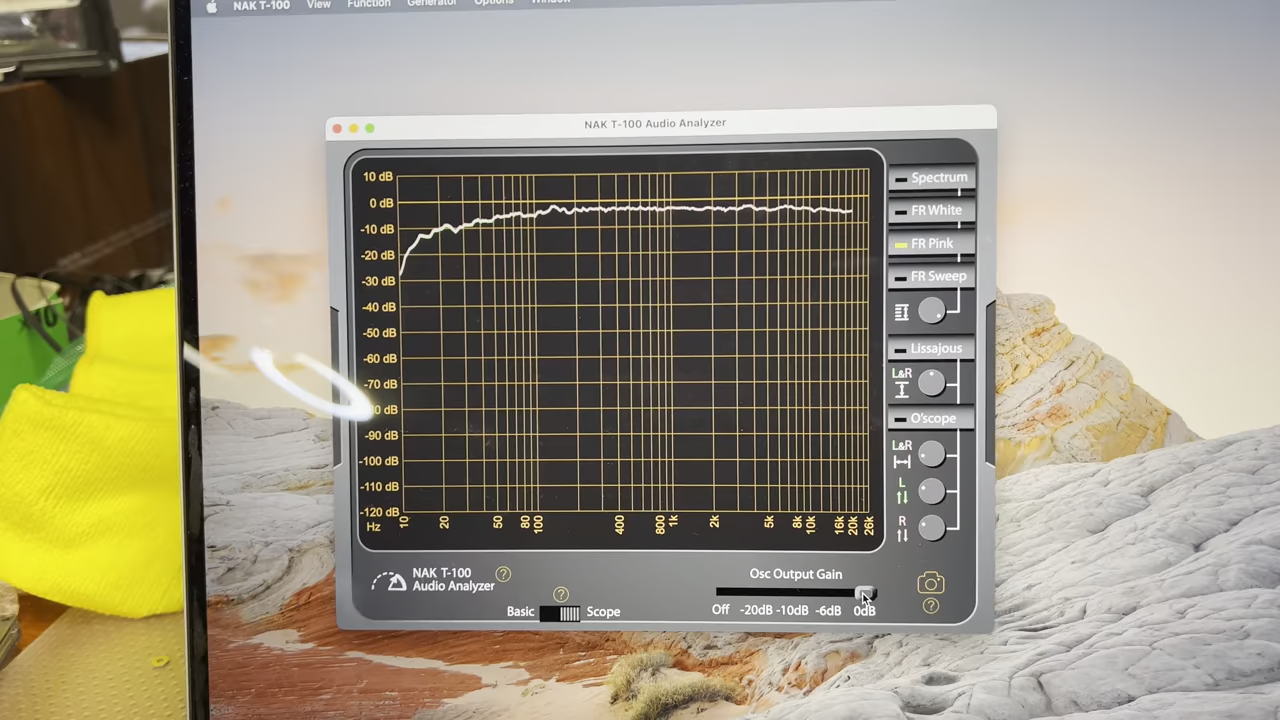 NAK T-100 View Function Generator Options Window
NAK T-100 Audio Analyzer
10 dB
0 dB
-10 dB
-20 dB
-30 dB
-40 dB
-50 dB
-60 dB
-70 dB
0 dB
-90 dB
-100 dB
-110 dB
-120 dB
Hz 10 20 50 80 100 400 800 1k 2k 5k 8k 10k 16k 20k 26k
Spectrum
FR White
FR Pink
FR Sweep
Lissajous
L&R
O'scope
L&R
L
R
NAK T-100
Audio Analyzer
?
?
Basic Scope
Osc Output Gain
Off -20dB -10dB -6dB 0dB
?